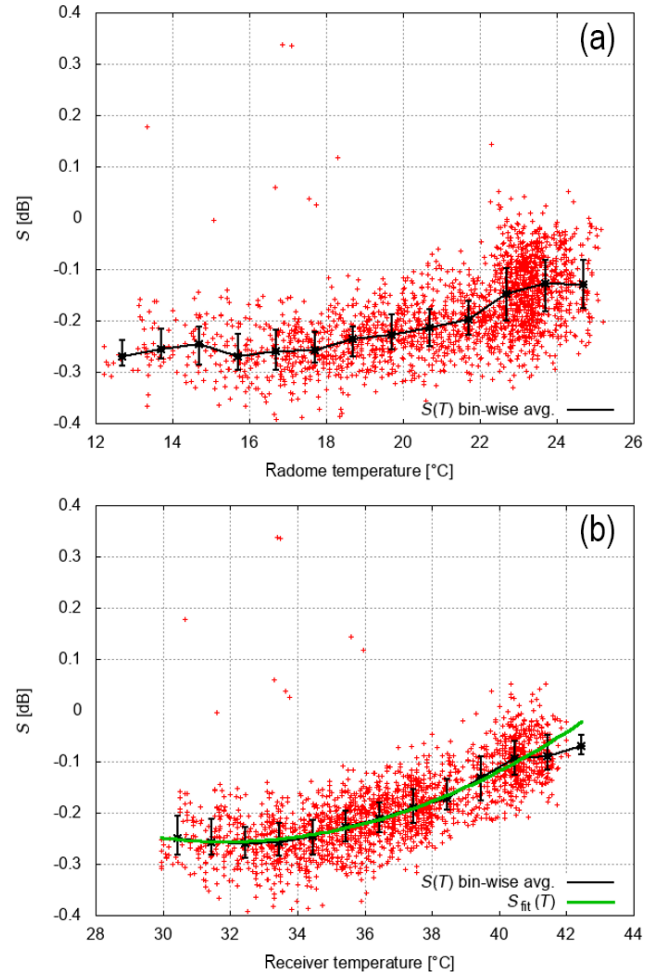 (a)
0.4
0.3
0.2
0.1
0
-0.1
-0.2
-0.3
-0.4
S [dB]
S(T) bin-wise avg.
12 14 16 18 20 22 24 26
Radome temperature [°C]
(b)
0.4
0.3
0.2
0.1
0
-0.1
-0.2
-0.3
-0.4
S [dB]
S(T) bin-wise avg.
S fit (T)
28 30 32 34 36 38 40 42 44
Receiver temperature [°C]